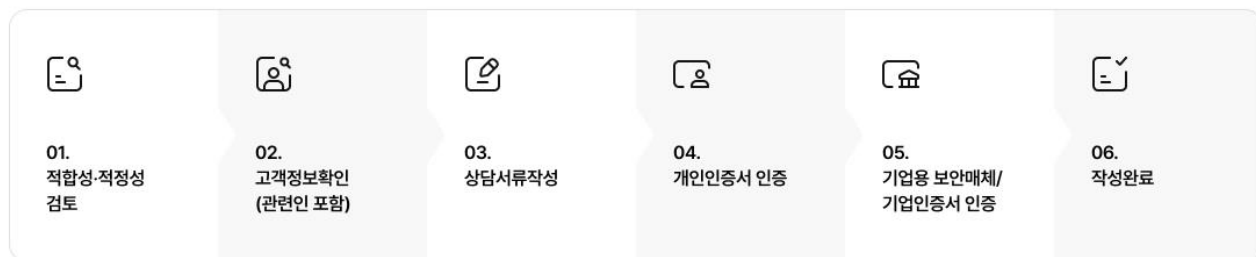 01.
적합성·적정성
검토
02.
고객정보확인
(관련인 포함)
03.
상담서류작성
04.
개인인증서 인증
05.
기업용 보안매체/
기업인증서 인증
06.
작성완료